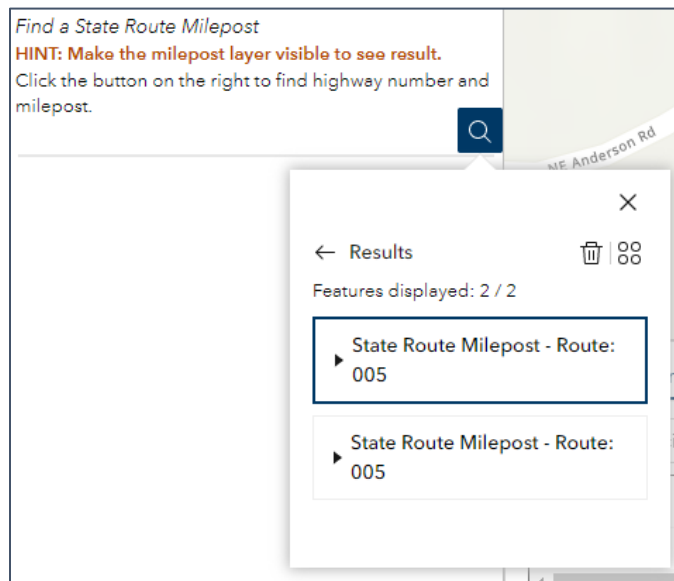 Find a State Route Milepost
HINT: Make the milepost layer visible to see result.
Click the button on the right to find highway number and
milepost.
NE Anderson Rd
Results
Features displayed: 2 / 2
State Route Milepost - Route:
005
State Route Milepost - Route:
005